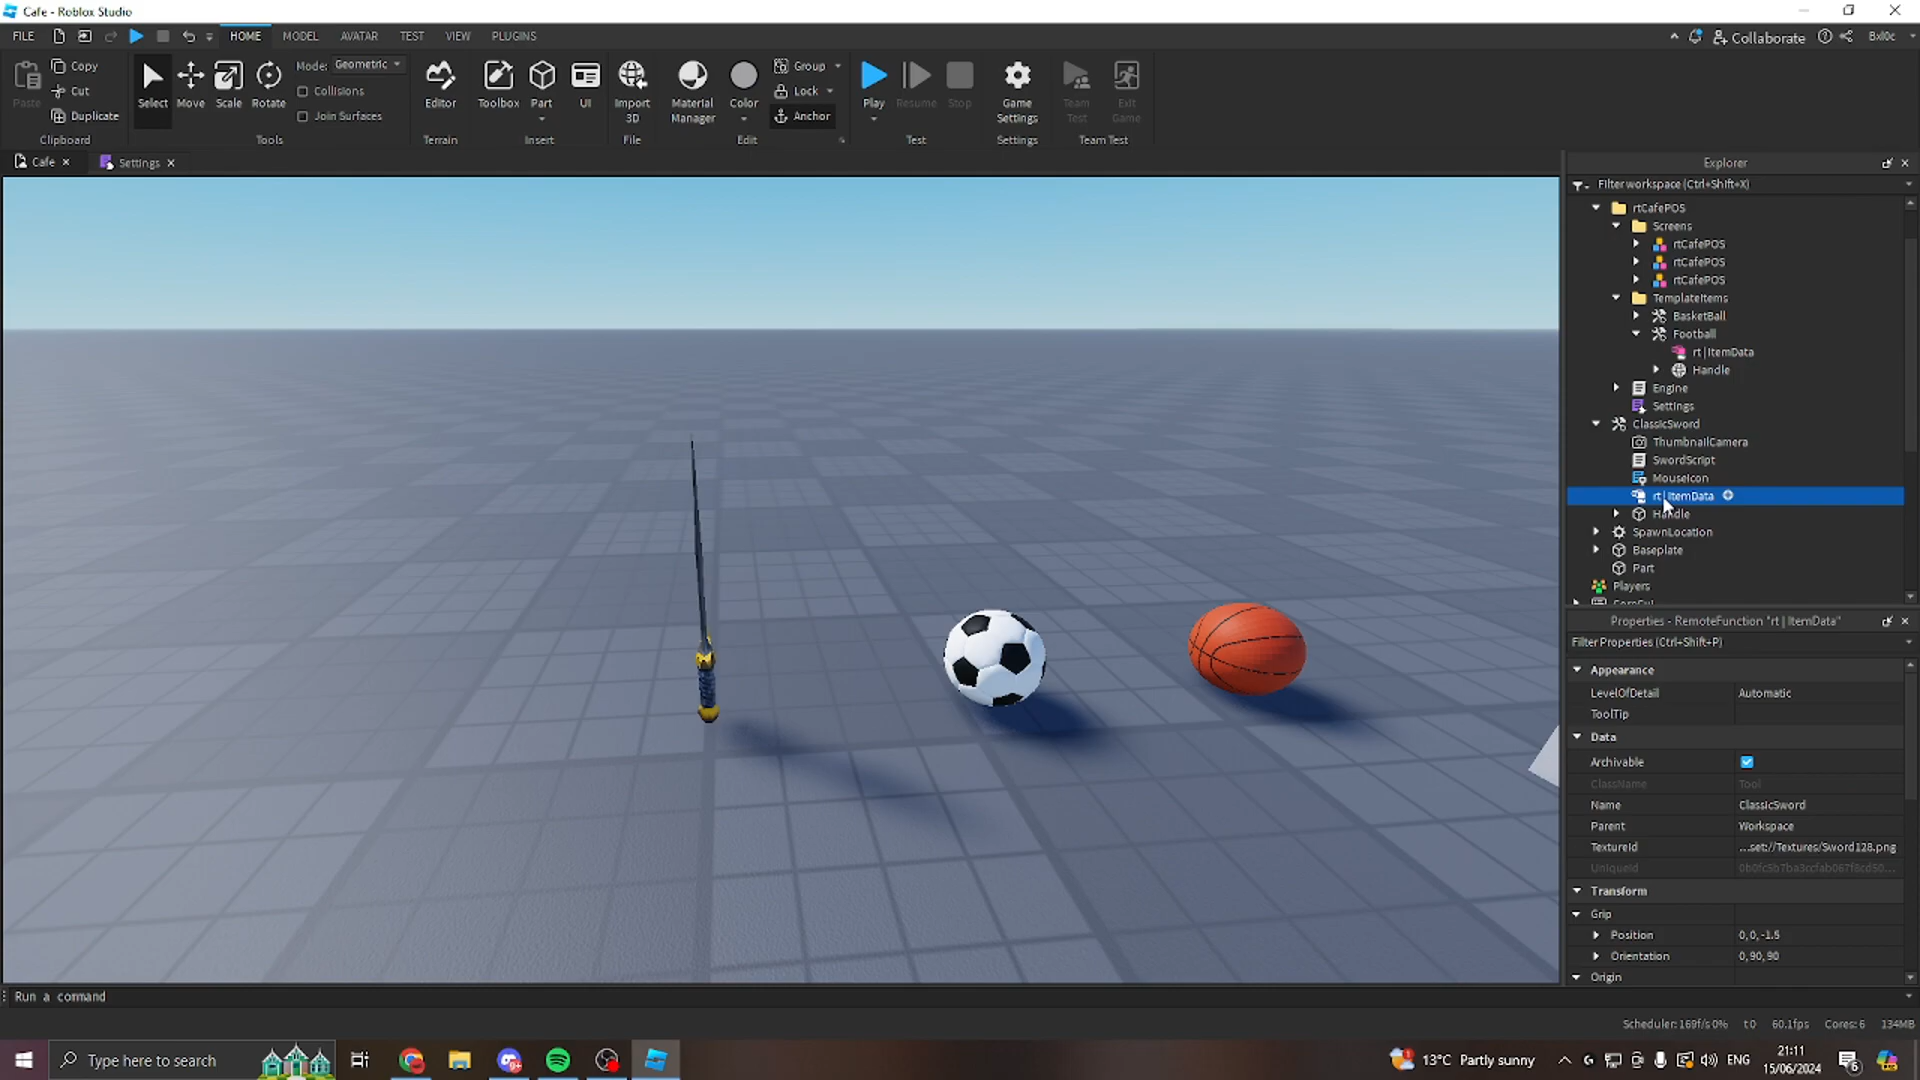 Cafe - Roblox Studio
FILE HOME MODEL AVATAR TEST VIEW PLUGINS Collaborate Bxl0c
Copy Mode: Geometric Group
Paste Cut Collisions Lock
Duplicate Join Surfaces Anchor
Select Move Scale Rotate Editor Toolbox Part UI Import 3D Material Manager Color Play Resume Stop Game Settings Team Test Exit Game
Clipboard Tools Terrain Insert File Edit Test Settings Team Test
Cafe Settings
Explorer
Filter workspace (Ctrl+Shift+X)
rtCafePOS
Screens
rtCafePOS
rtCafePOS
rtCafePOS
TemplateItems
BasketBall
Football
rt | ItemData
Handle
Engine
Settings
ClassicSword
ThumbnailCamera
SwordScript
MouseIcon
rt | ItemData
Handle
SpawnLocation
Baseplate
Part
Players
CoreGui
Properties - RemoteFunction "rt | ItemData"
Filter Properties (Ctrl+Shift+P)
Appearance
LevelOfDetail Automatic
ToolTip
Data
Archivable
ClassName Tool
Name ClassicSword
Parent Workspace
TextureId ...set://Textures/Sword128.png
UniqueId
Transform
Grip
Position 0,0,-1.5
Orientation 0,90,90
Origin
Run a command
Scheduler: 169f/s 0% t0 60.1fps Cores: 6 134MB
Type here to search
13°C Partly sunny ENG 21:11
15/06/2024
6